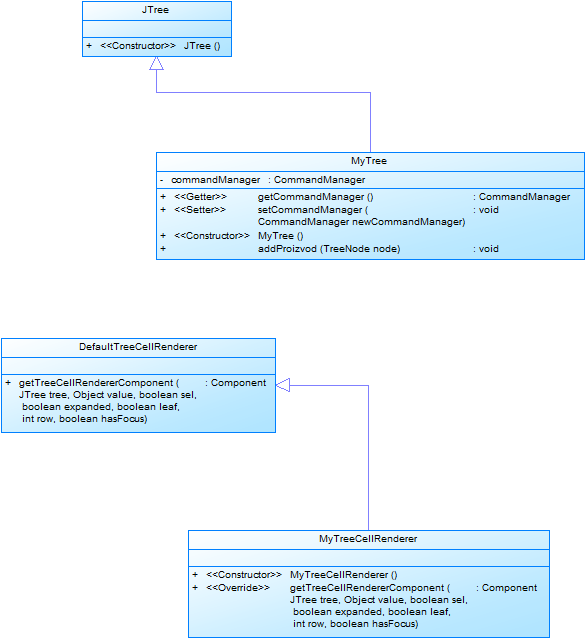 JTree
+ <<Constructor>> JTree ()
MyTree
- commandManager : CommandManager
+ <<Getter>> getCommandManager () : CommandManager
+ <<Setter>> setCommandManager ( : void
CommandManager newCommandManager)
+ <<Constructor>> MyTree ()
+ addProizvod (TreeNode node) : void
DefaultTreeCellRenderer
+ getTreeCellRendererComponent ( : Component
JTree tree, Object value, boolean sel,
boolean expanded, boolean leaf,
int row, boolean hasFocus)
MyTreeCellRenderer
+ <<Constructor>> MyTreeCellRenderer ()
+ <<Override>> getTreeCellRendererComponent ( : Component
JTree tree, Object value, boolean sel,
boolean expanded, boolean leaf,
int row, boolean hasFocus)